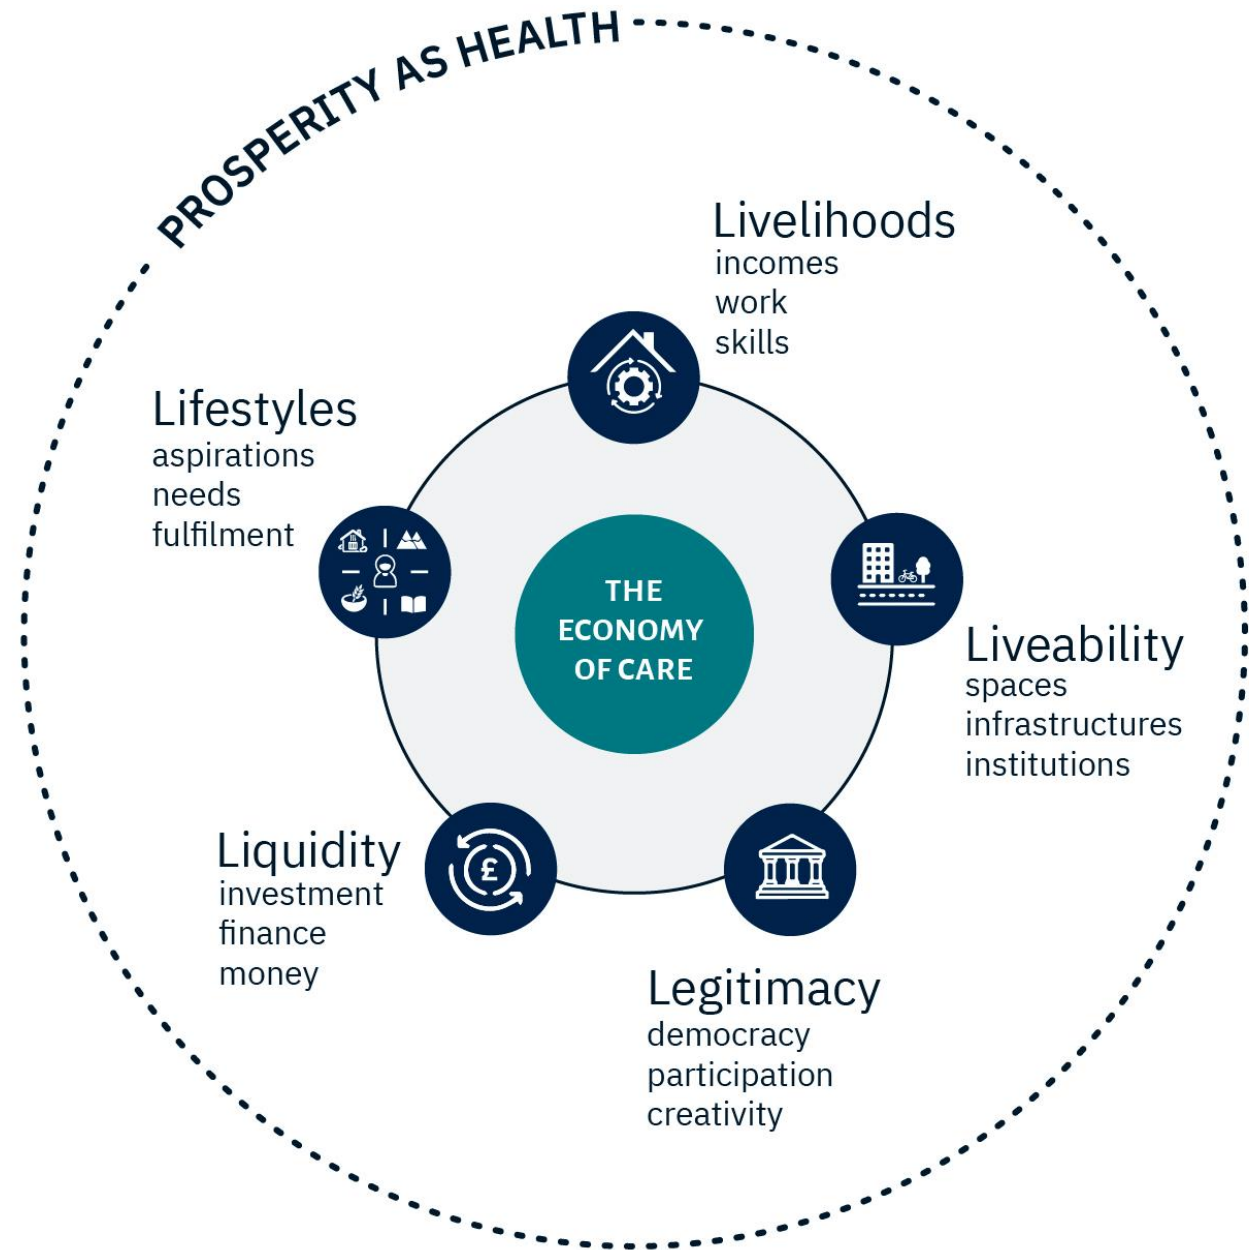 PROSPERITY AS HEALTH
Livelihoods
incomes
work
skills
Lifestyles
aspirations
needs
fulfilment
THE
ECONOMY
OF CARE
Liveability
spaces
infrastructures
institutions
Liquidity
investment
finance
money
£
Legitimacy
democracy
participation
creativity